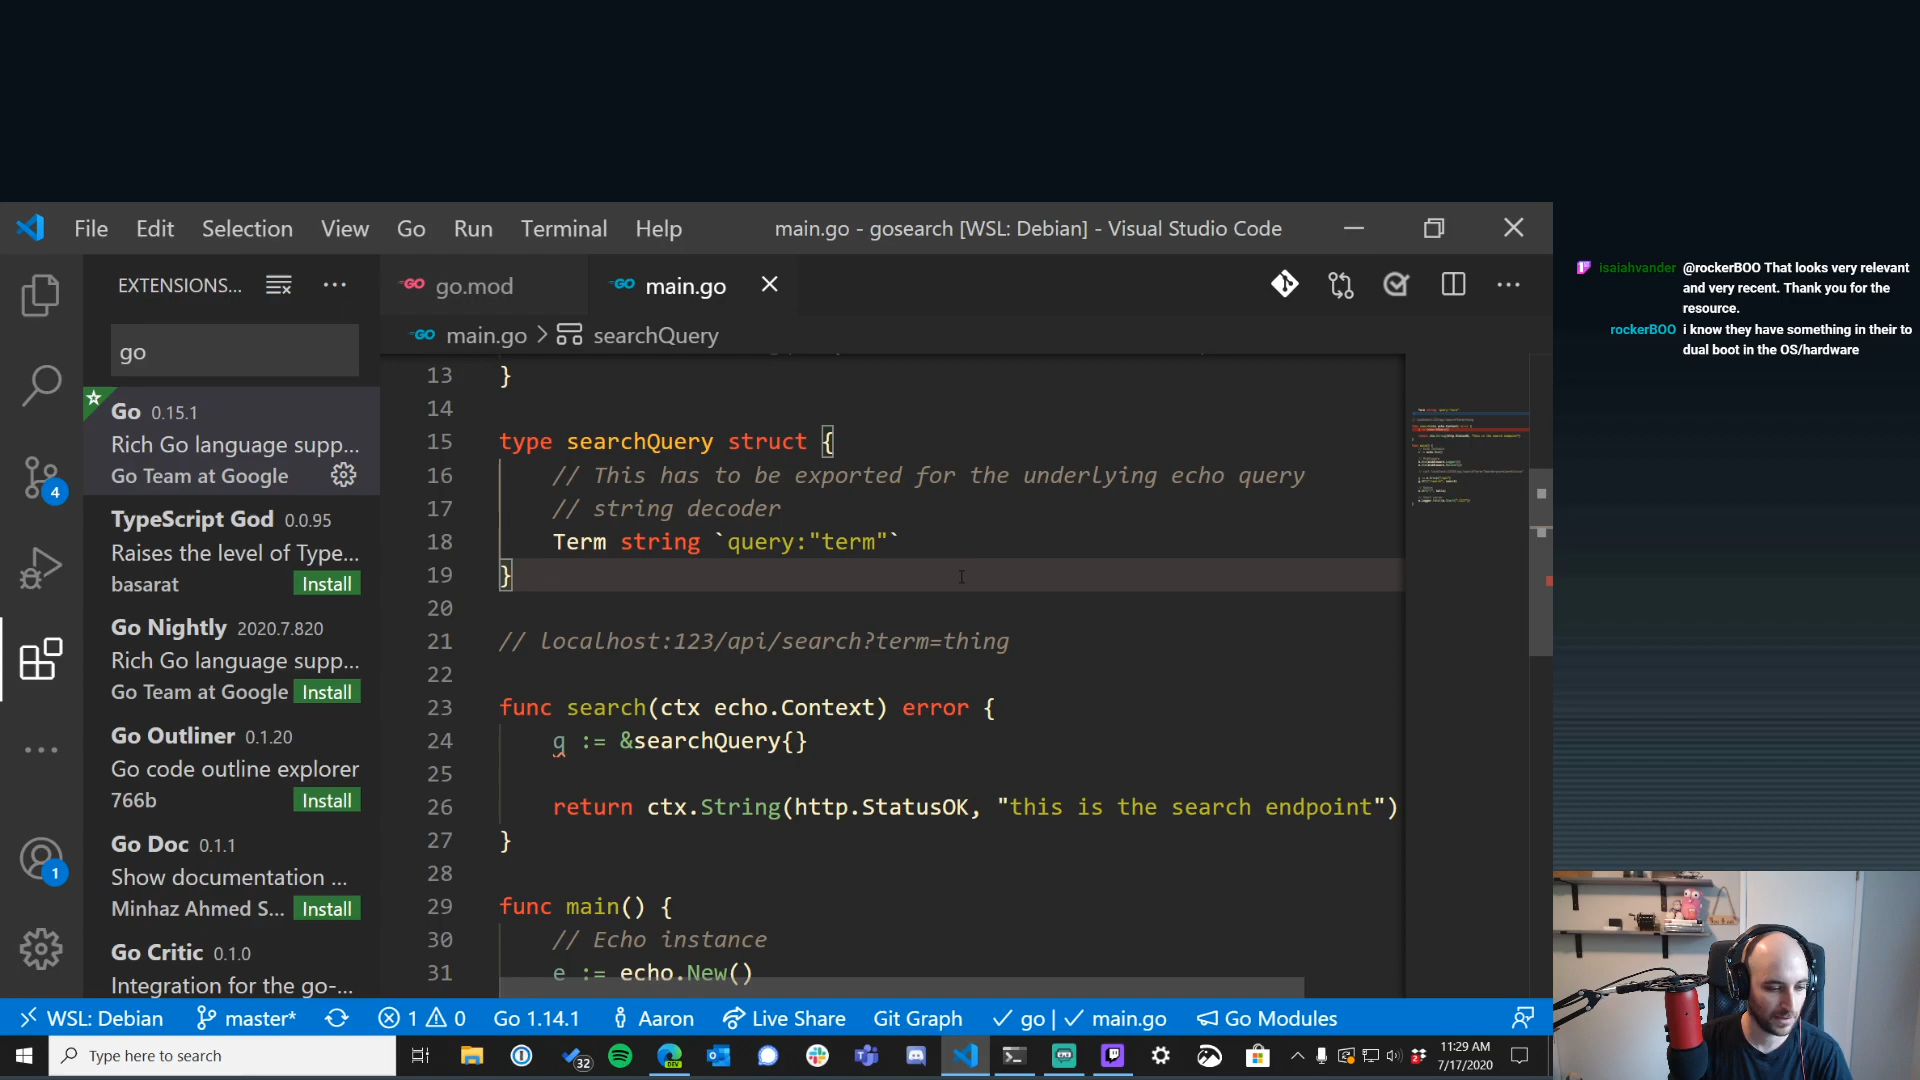 File Edit Selection View Go Run Terminal Help main.go - gosearch [WSL: Debian] - Visual Studio Code
EXTENSIONS...
go
Go 0.15.1
Rich Go language supp...
Go Team at Google
TypeScript God 0.0.95
Raises the level of Type...
basarat Install
Go Nightly 2020.7.820
Rich Go language supp...
Go Team at Google Install
Go Outliner 0.1.20
Go code outline explorer
766b Install
Go Doc 0.1.1
Show documentation ...
Minhaz Ahmed S... Install
Go Critic 0.1.0
Integration for the go-...
4
1
GO go.mod GO main.go
GO main.go > searchQuery
13 }
14
15 type searchQuery struct {
16 // This has to be exported for the underlying echo query
17 // string decoder
18 Term string `query:"term"`
19 }
20
21 // localhost:123/api/search?term=thing
22
23 func search(ctx echo.Context) error {
24 q := &searchQuery{}
25
26 return ctx.String(http.StatusOK, "this is the search endpoint")
27 }
28
29 func main() {
30 // Echo instance
31 e := echo.New()
WSL: Debian master* 1 0 Go 1.14.1 Aaron Live Share Git Graph ✓ go | ✓ main.go Go Modules
Type here to search
32
11:29 AM
7/17/2020
isaiahvander @rockerBOO That looks very relevant
and very recent. Thank you for the
resource.
rockerBOO i know they have something in their to
dual boot in the OS/hardware